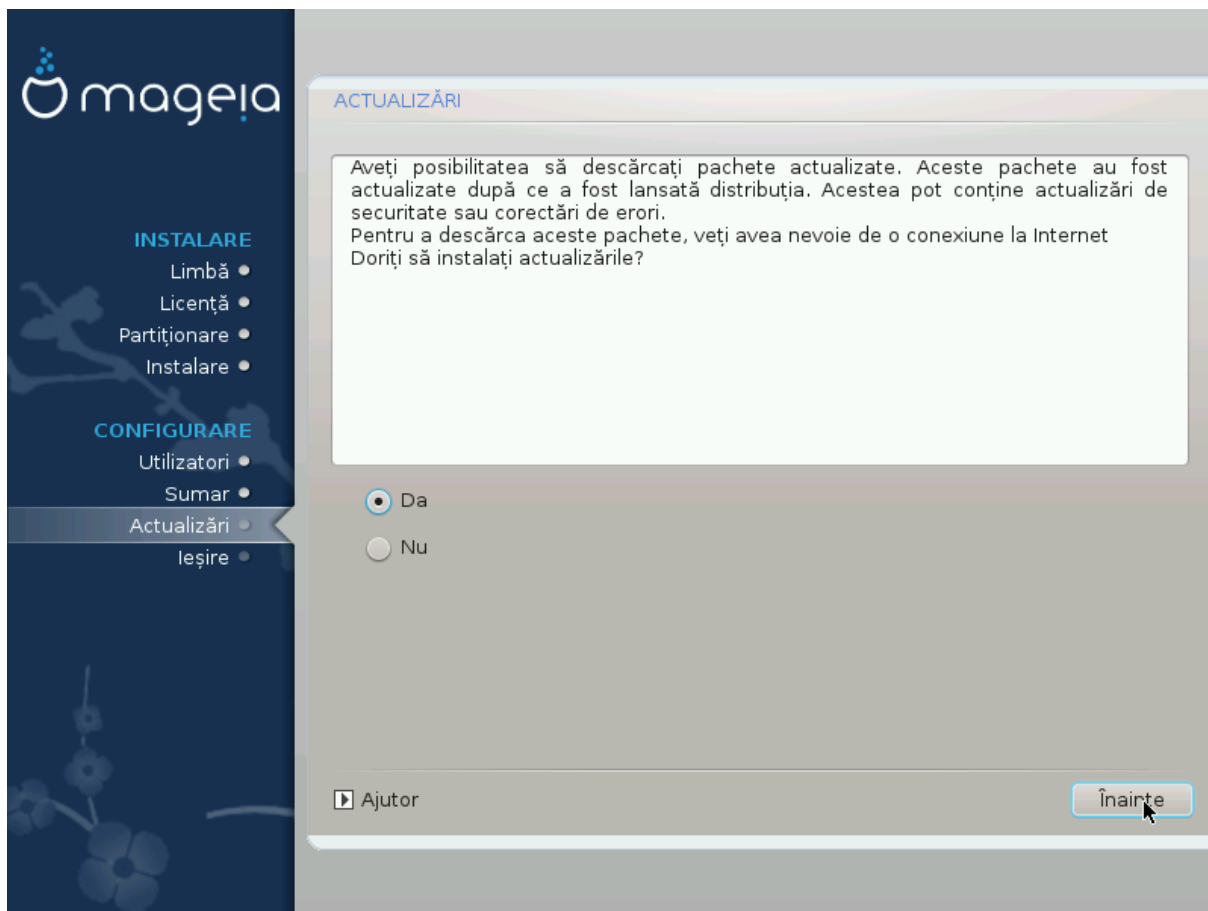 mageia
INSTALARE
Limbă
Licență
Partiționare
Instalare
CONFIGURARE
Utilizatori
Sumar
Actualizări
Ieșire
ACTUALIZĂRI
Aveți posibilitatea să descărcați pachete actualizate. Aceste pachete au fost
actualizate după ce a fost lansată distribuția. Acestea pot conține actualizări de
securitate sau corectări de erori.
Pentru a descărca aceste pachete, veți avea nevoie de o conexiune la Internet
Doriți să instalați actualizările?
Da
Nu
Ajutor
Înainte